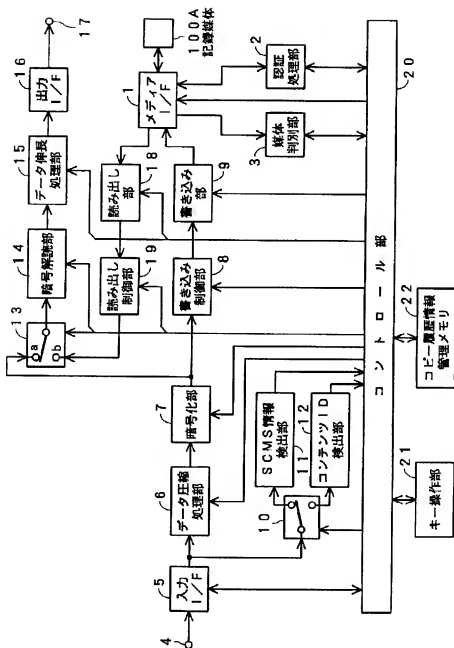 17
16
出力
I/F
15
データ伸長
処理部
14
暗号解読部
13
a
b
100A
記録媒体
1
メディア
I/F
2
認証
処理部
3
媒体
判別部
18
読み出し
部
19
読み出し
制御部
9
書き込み
部
8
書き込み
制御部
7
暗号化部
6
データ圧縮
処理部
5
入力
I/F
4
10
11
SCMS情報
検出部
12
コンテンツID
検出部
20
コントロール部
21
キー操作部
22
コピー履歴情報
管理メモリ